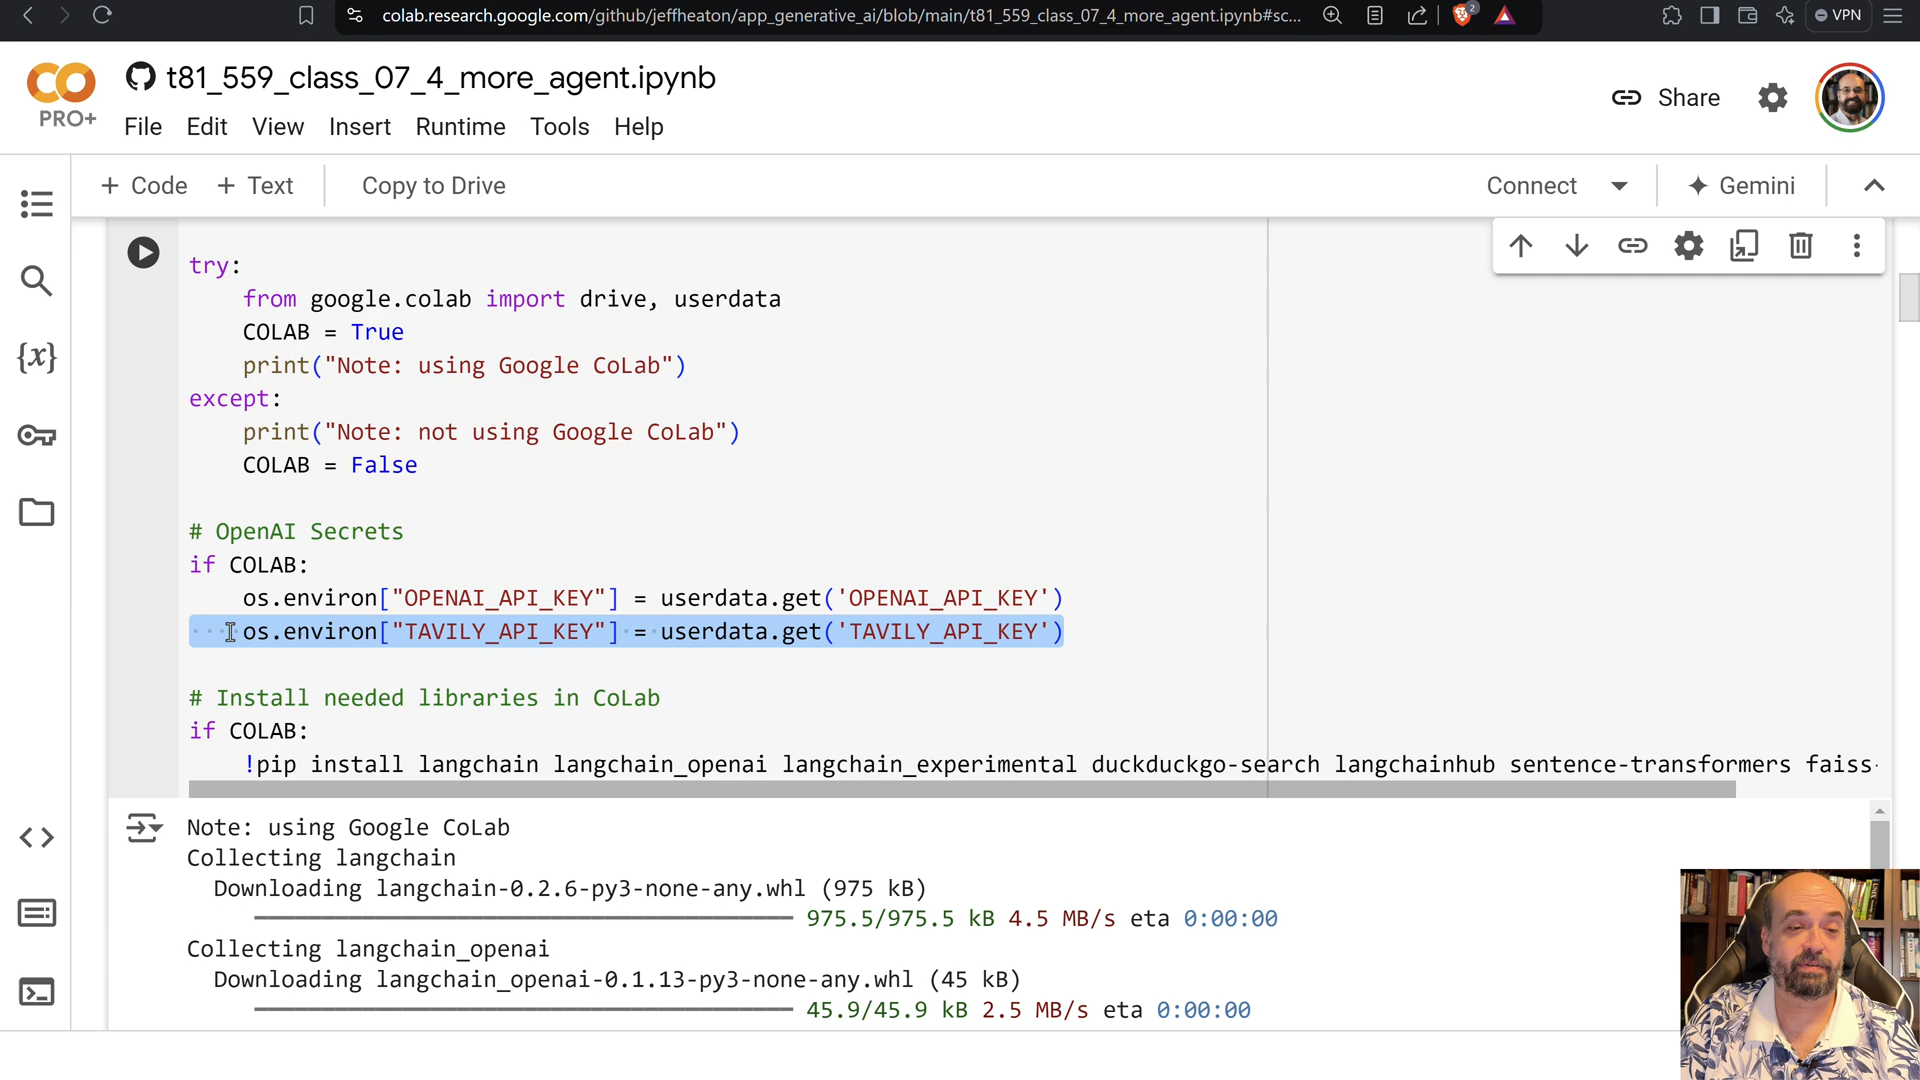 colab.research.google.com/github/jeffheaton/app_generative_ai/blob/main/t81_559_class_07_4_more_agent.ipynb#sc...
2
VPN
CO
PRO+
t81_559_class_07_4_more_agent.ipynb
Share
File Edit View Insert Runtime Tools Help
+ Code + Text Copy to Drive Connect Gemini
{x}
try:
from google.colab import drive, userdata
COLAB = True
print("Note: using Google CoLab")
except:
print("Note: not using Google CoLab")
COLAB = False
# OpenAI Secrets
if COLAB:
os.environ["OPENAI_API_KEY"] = userdata.get('OPENAI_API_KEY')
os.environ["TAVILY_API_KEY"] = userdata.get('TAVILY_API_KEY')
# Install needed libraries in CoLab
if COLAB:
!pip install langchain langchain_openai langchain_experimental duckduckgo-search langchainhub sentence-transformers faiss-
Note: using Google CoLab
Collecting langchain
Downloading langchain-0.2.6-py3-none-any.whl (975 kB)
975.5/975.5 kB 4.5 MB/s eta 0:00:00
Collecting langchain_openai
Downloading langchain_openai-0.1.13-py3-none-any.whl (45 kB)
45.9/45.9 kB 2.5 MB/s eta 0:00:00